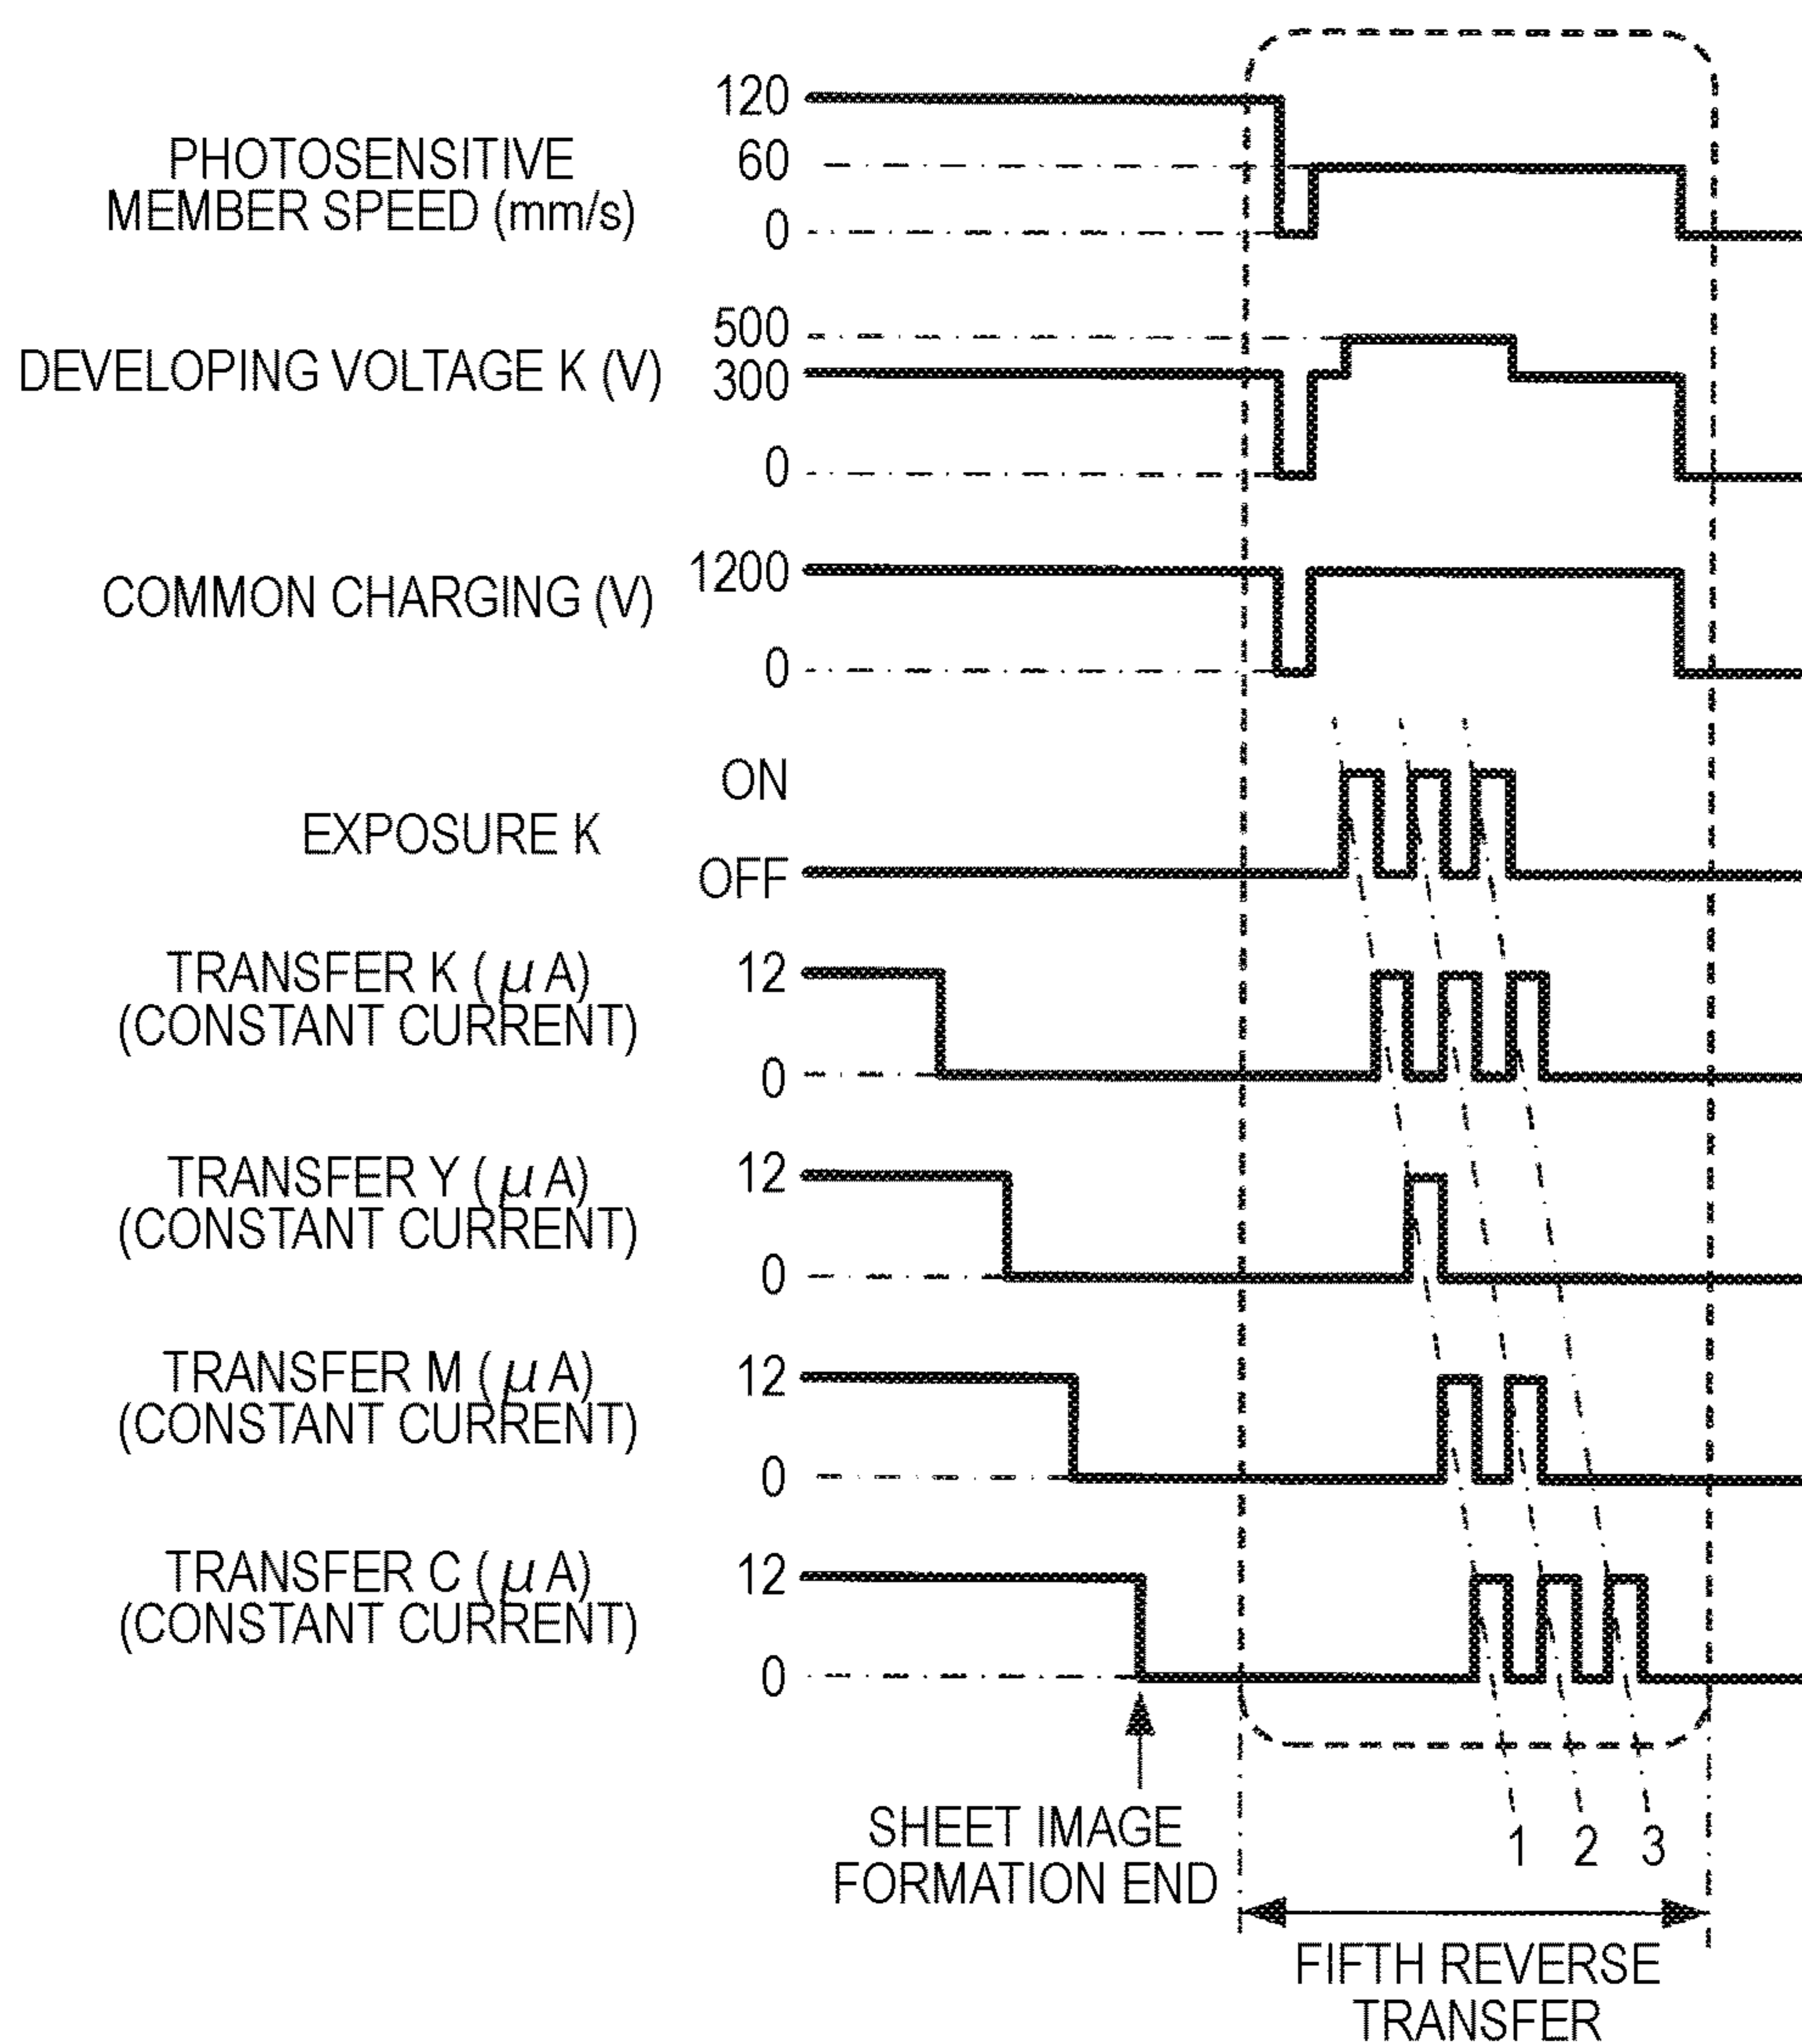 120
PHOTOSENSITIVE
MEMBER SPEED (mm/s)
60
0
DEVELOPING VOLTAGE K (V)
500
300
0
COMMON CHARGING (V)
1200
0
EXPOSURE K
ON
OFF
TRANSFER K (μA)
(CONSTANT CURRENT)
12
0
TRANSFER Y (μA)
(CONSTANT CURRENT)
12
0
TRANSFER M (μA)
(CONSTANT CURRENT)
12
0
TRANSFER C (μA)
(CONSTANT CURRENT)
12
0
SHEET IMAGE
FORMATION END
1 2 3
FIFTH REVERSE
TRANSFER